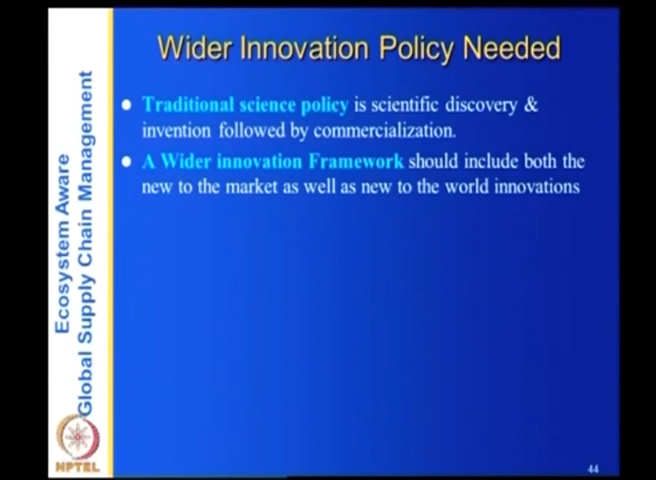 Wider Innovation Policy Needed
Traditional science policy is scientific discovery &
invention followed by commercialization.
A Wider innovation Framework should include both the
new to the market as well as new to the world innovations
Ecosystem Aware
Global Supply Chain Management
NPTEL
44